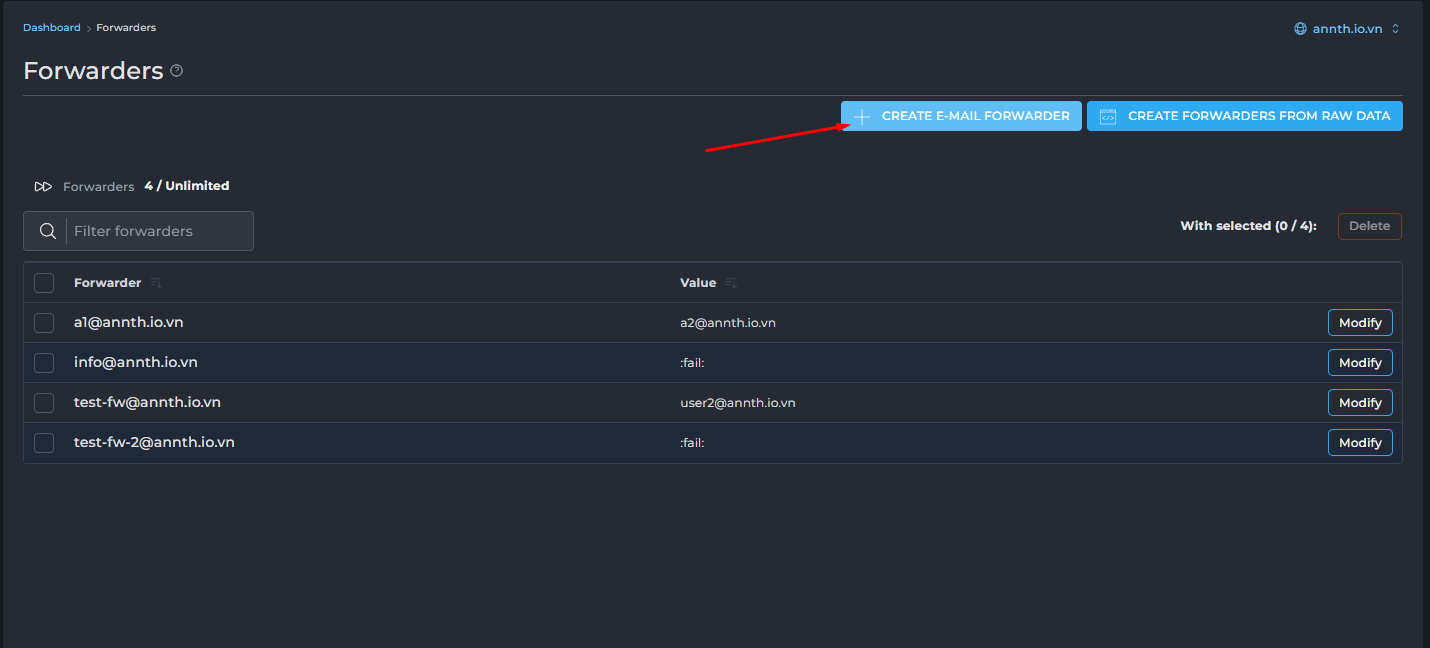 Dashboard > Forwarders
annth.io.vn
Forwarders
CREATE E-MAIL FORWARDER
CREATE FORWARDERS FROM RAW DATA
Forwarders 4 / Unlimited
Filter forwarders
With selected (0 / 4): Delete
Forwarder Value
a1@annth.io.vn a2@annth.io.vn Modify
info@annth.io.vn :fail: Modify
test-fw@annth.io.vn user2@annth.io.vn Modify
test-fw-2@annth.io.vn :fail: Modify